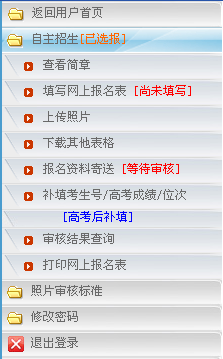 返回用户首页
自主招生[已选报]
查看简章
填写网上报名表 [尚未填写]
上传照片
下载其他表格
报名资料寄送 [等待审核]
补填考生号/高考成绩/位次
[高考后补填]
审核结果查询
打印网上报名表
照片审核标准
修改密码
退出登录